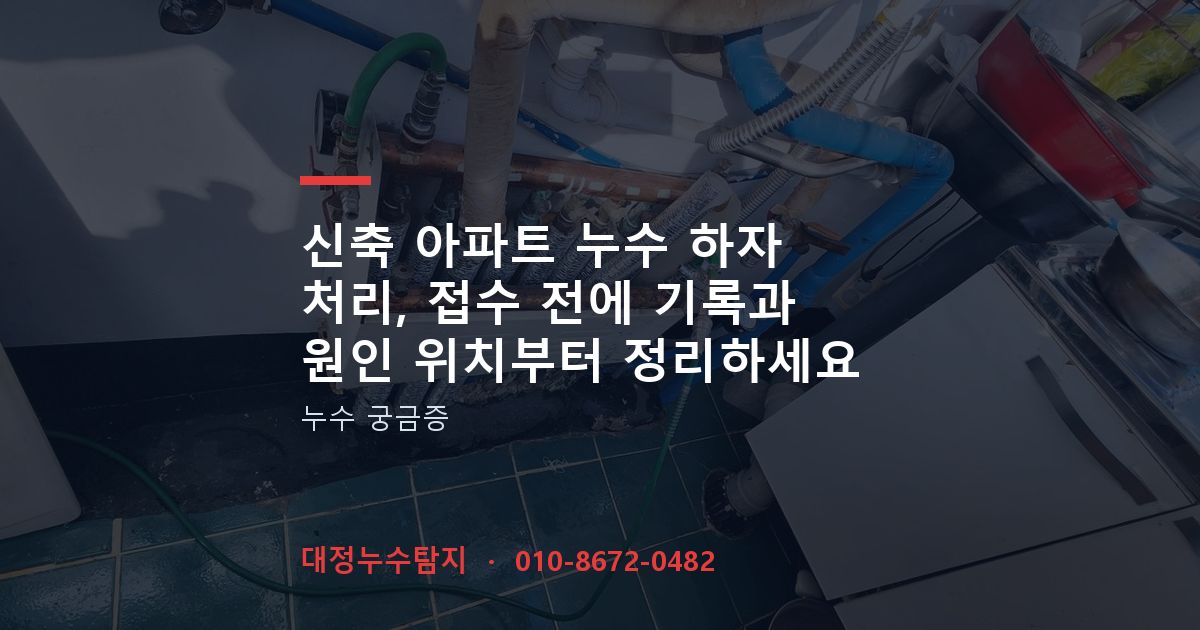 신축 아파트 누수 하자
처리, 접수 전에 기록과
원인 위치부터 정리하세요
누수 궁금증
대정누수탐지 · 010-8672-0482